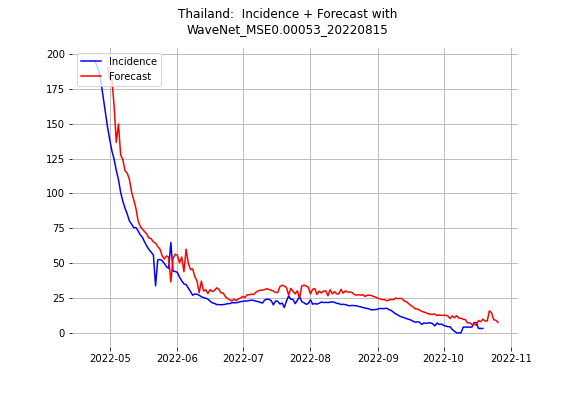 Thailand:  Incidence + Forecast with
WaveNet_MSE0.00053_20220815
Incidence
Forecast
200
175
150
125
100
75
50
25
0
2022-05 2022-06 2022-07 2022-08 2022-09 2022-10 2022-11